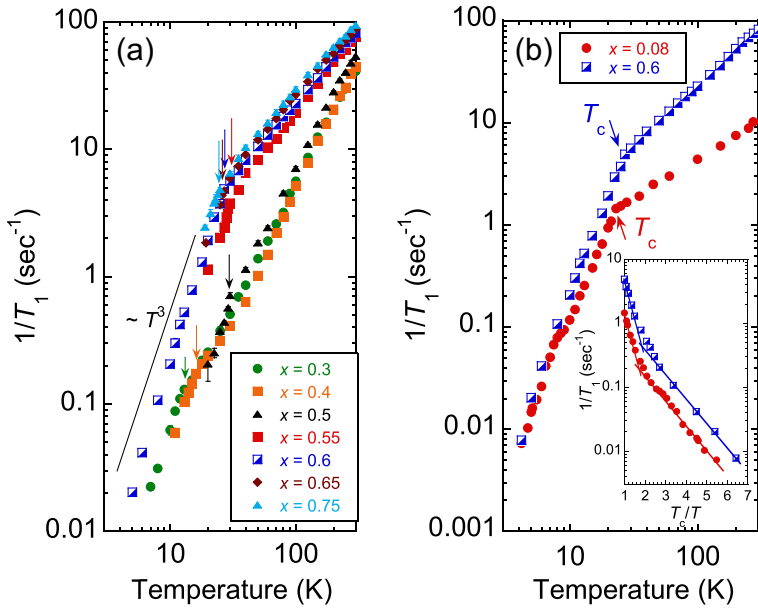 (a)
100
10
1
0.1
0.01
1/T₁ (sec⁻¹)
~ T³
x = 0.3
x = 0.4
x = 0.5
x = 0.55
x = 0.6
x = 0.65
x = 0.75
10 100
Temperature (K)
(b)
x = 0.08
x = 0.6
100
10
1
0.1
0.01
0.001
1/T₁ (sec⁻¹)
T_c
T_c
10
1
0.1
0.01
1/T₁ (sec⁻¹)
1 2 3 4 5 6 7
T_c/T
10 100
Temperature (K)